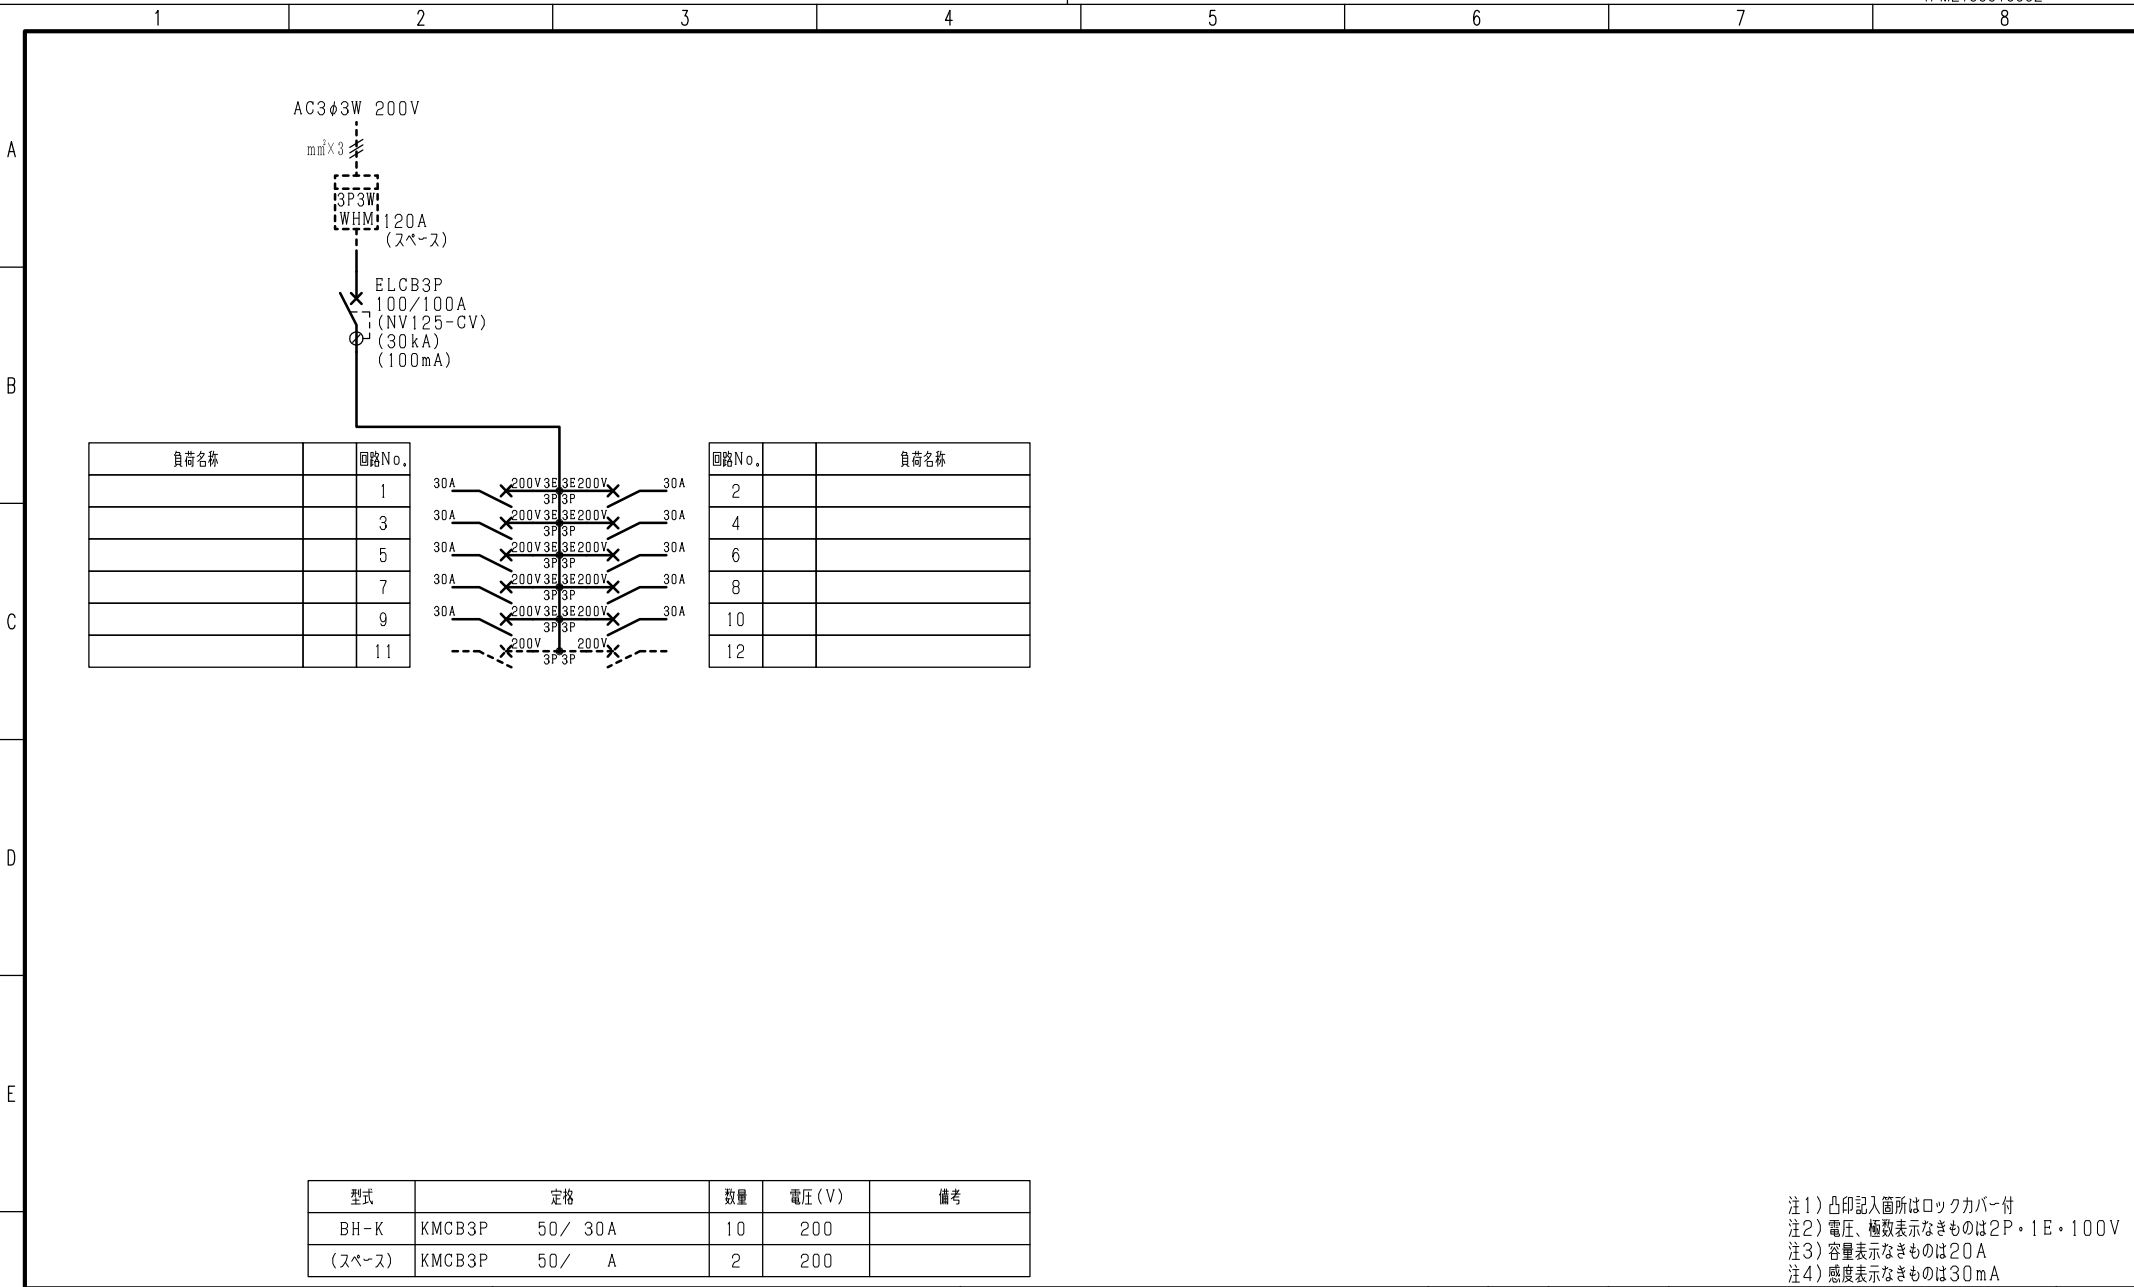 1 2 3 4 5 6 7 8
A
B
C
D
E
AC3φ3W 200V
mm²×3
3P3W
WHM
120A
(スペース)
ELCB3P
100/100A
(NV125-CV)
(30kA)
(100mA)
負荷名称 回路No. 回路No. 負荷名称
1 30A 200V 3E 3E 200V 30A 2
3P 3P
3 30A 200V 3E 3E 200V 30A 4
3P 3P
5 30A 200V 3E 3E 200V 30A 6
3P 3P
7 30A 200V 3E 3E 200V 30A 8
3P 3P
9 30A 200V 3E 3E 200V 30A 10
3P 3P
11 200V 200V 12
3P 3P
型式 定格 数量 電圧(V) 備考
BH-K KMCB3P 50/ 30A 10 200
(スペース) KMCB3P 50/ A 2 200
注1)凸印記入箇所はロックカバー付
注2)電圧、極数表示なきものは2P・1E・100V
注3)容量表示なきものは20A
注4)感度表示なきものは30mA